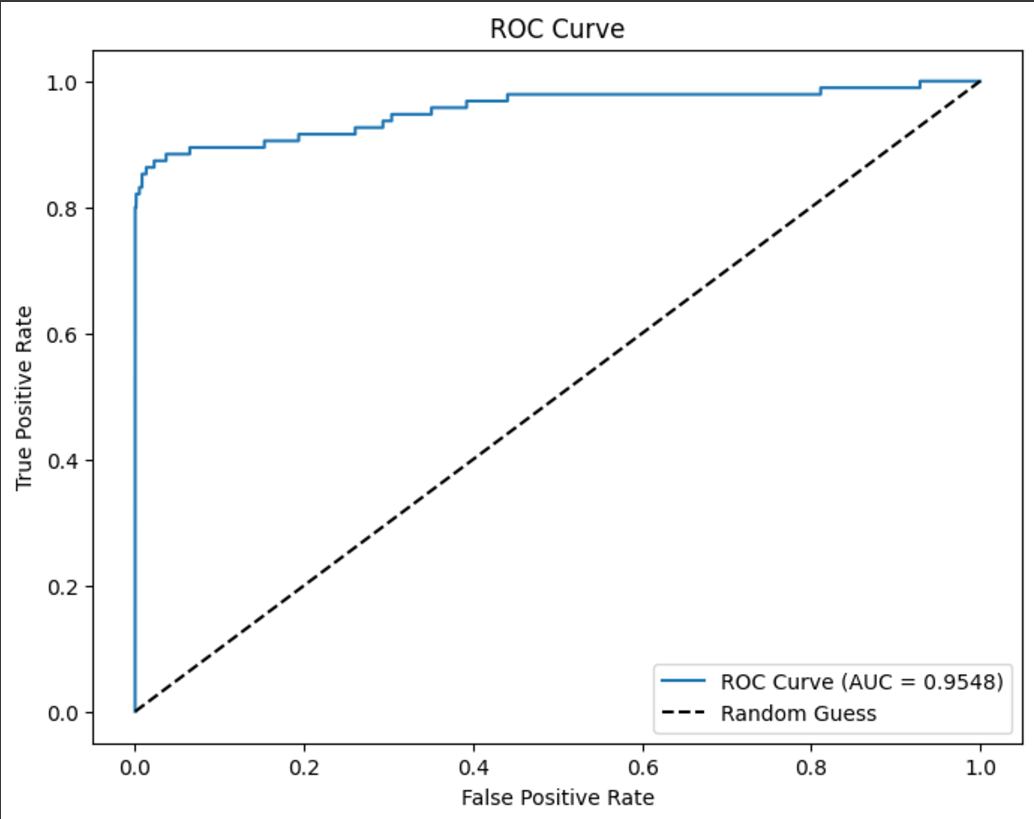 ROC Curve
True Positive Rate
1.0
0.8
0.6
0.4
0.2
0.0
ROC Curve (AUC = 0.9548)
Random Guess
0.0 0.2 0.4 0.6 0.8 1.0
False Positive Rate